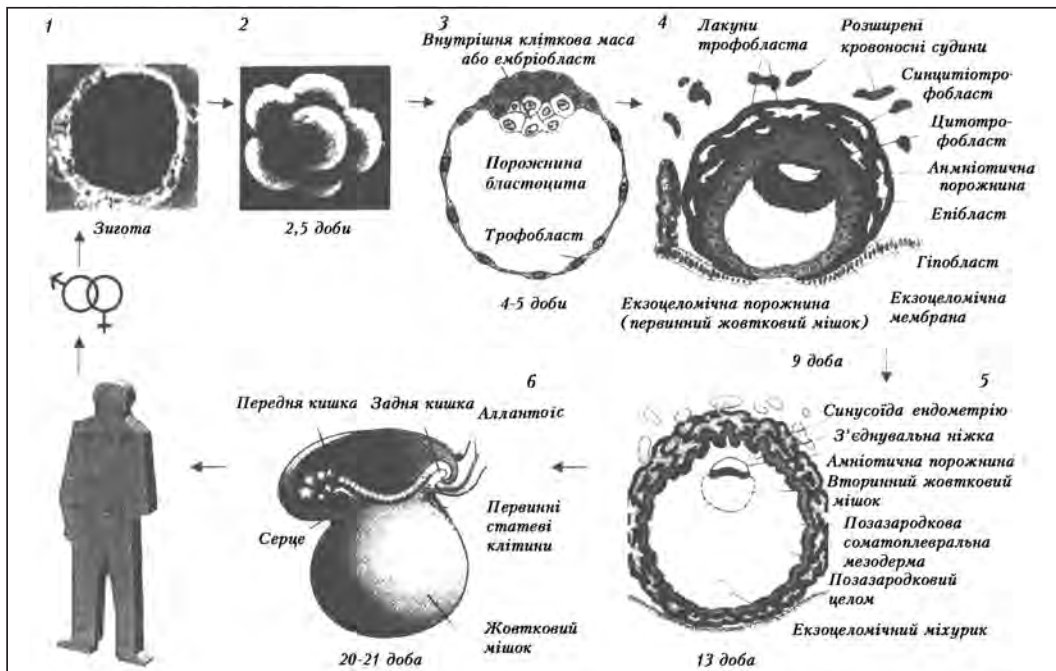 1
2
3
4
Внутрішня кліткова маса
або ембріобласт
Порожнина
бластоцита
Трофобласт
Зигота
2,5 доби
4-5 доби
Лакуни
трофобласта
Розширені
кровоносні судини
Синцитіотро-
фобласт
Цитотро-
фобласт
Анмніотична
порожнина
Епібласт
Гіпобласт
Екзоцеломічна
мембрана
Екзоцеломічна порожнина
(первинний жовтковий мішок)
9 доба
5
Синусоїда ендометрію
З'єднувальна ніжка
Амніотична порожнина
Вторинний жовтковий
мішок
Позазародкова
соматоплевральна
мезодерма
Позазародковий
целом
Екзоцеломічний міхурик
13 доба
6
Передня кишка
Задня кишка
Аллантоїс
Серце
Первинні
статеві
клітини
Жовтковий
мішок
20-21 доба